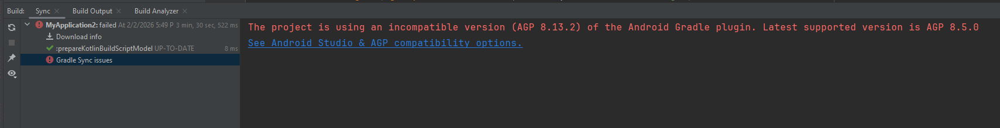 Build: Sync Build Output Build Analyzer
MyApplication2: failed At 2/2/2026 5:49 P 3 min, 30 sec, 522 ms
Download info
:prepareKotlinBuildScriptModel UP-TO-DATE 8 ms
Gradle Sync issues
The project is using an incompatible version (AGP 8.13.2) of the Android Gradle plugin. Latest supported version is AGP 8.5.0
See Android Studio & AGP compatibility options.